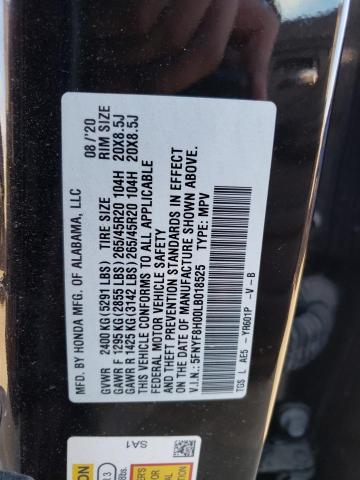 MFD. BY HONDA MFG. OF ALABAMA, LLC 08/'20
GVWR 2400 KG (5291 LBS) TIRE SIZE RIM SIZE
GAWR F 1295 KG (2855 LBS) 265/45R20 104H 20X8.5J
GAWR R 1425 KG (3142 LBS) 265/45R20 104H 20X8.5J
THIS VEHICLE CONFORMS TO ALL APPLICABLE
FEDERAL MOTOR VEHICLE SAFETY
AND THEFT PREVENTION STANDARDS IN EFFECT
ON THE DATE OF MANUFACTURE SHOWN ABOVE.
V.I.N.: 5FNYF8H00LB018525 TYPE: MPV
TGS L AE5 - YR601P -V -B
SA1